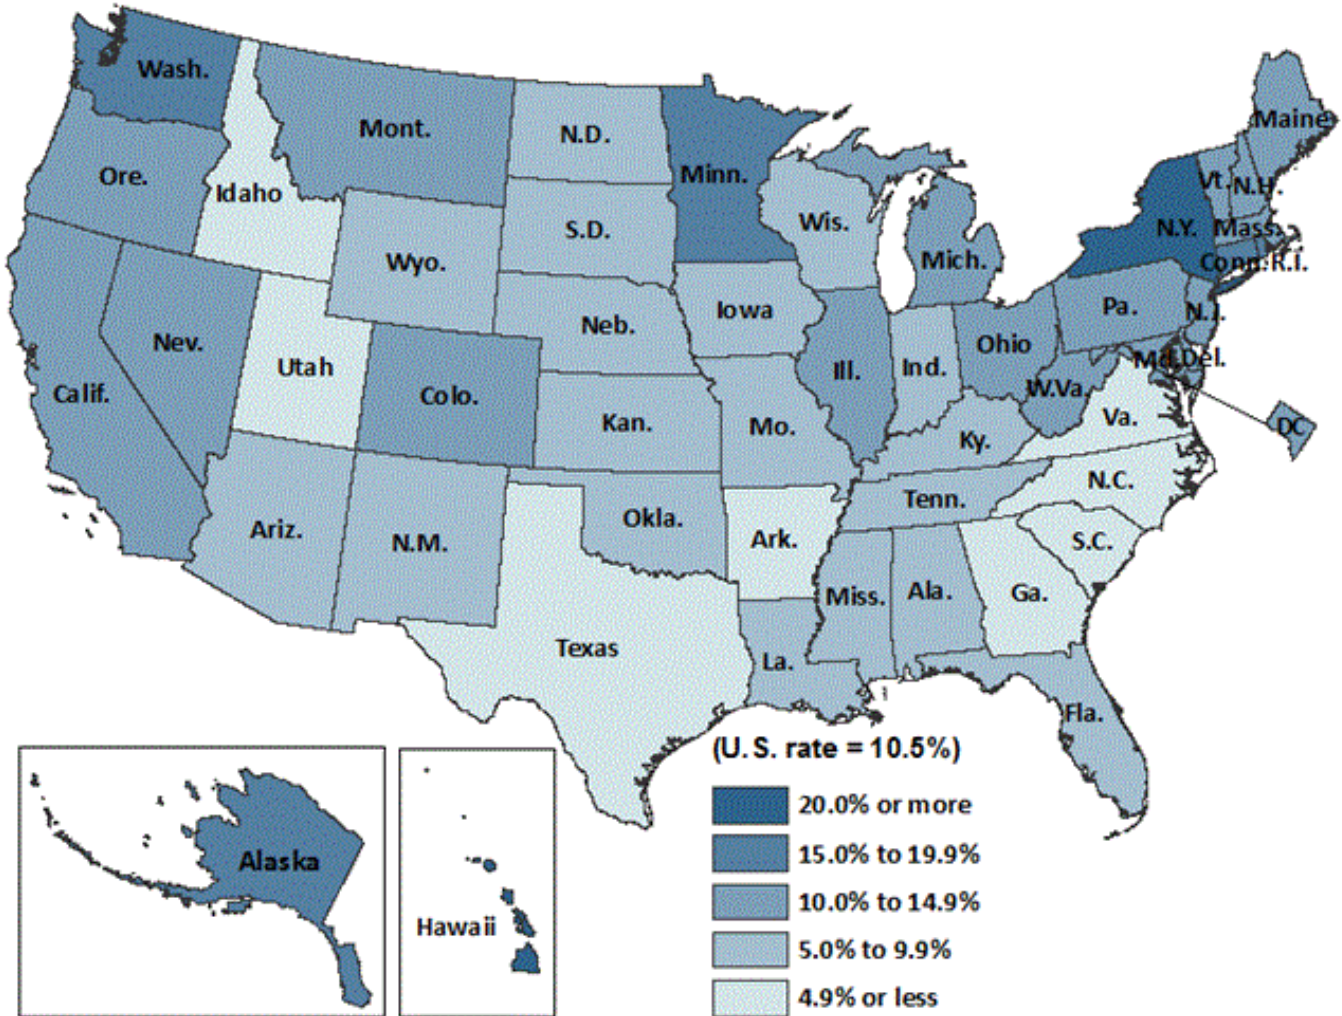 Wash.
Mont.
N.D.
Minn.
Maine
Ore.
Idaho
S.D.
Wis.
Vt.
N.H.
Wyo.
Mich.
N.Y.
Mass.
Conn.
R.I.
Nev.
Utah
Neb.
Iowa
Ill.
Ind.
Ohio
Pa.
N.J.
Md.
Del.
Calif.
Colo.
Kan.
Mo.
Ky.
W.Va.
Va.
DC
Ariz.
N.M.
Okla.
Ark.
Tenn.
N.C.
S.C.
Texas
La.
Miss.
Ala.
Ga.
Fla.
Alaska
Hawaii
(U.S. rate = 10.5%)
20.0% or more
15.0% to 19.9%
10.0% to 14.9%
5.0% to 9.9%
4.9% or less